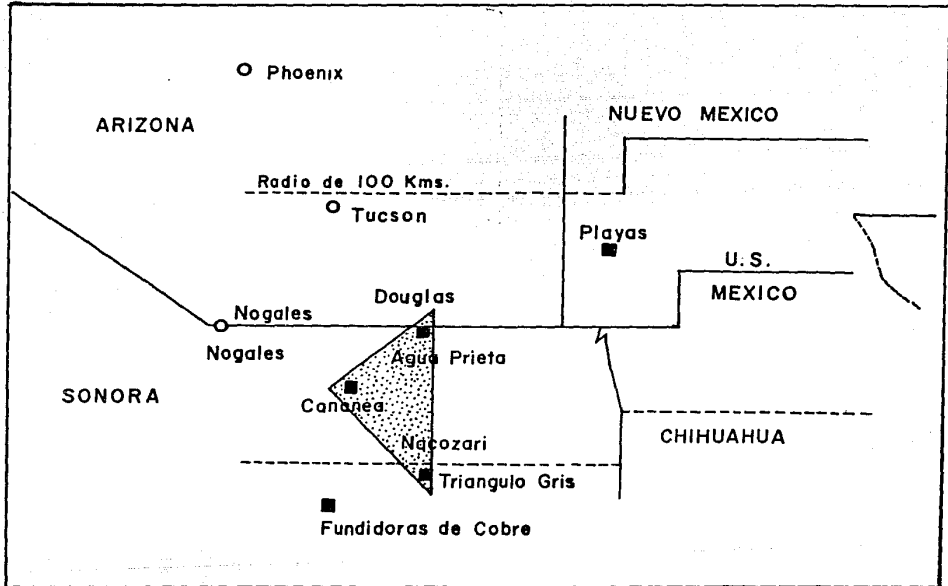 Phoenix
ARIZONA
NUEVO MEXICO
Radio de 100 Kms.
Tucson
Playas
U.S.
MEXICO
Douglas
Nogales
Nogales
Agua Prieta
SONORA
Cananea
CHIHUAHUA
Nacozari
Triangulo Gris
Fundidoras de Cobre